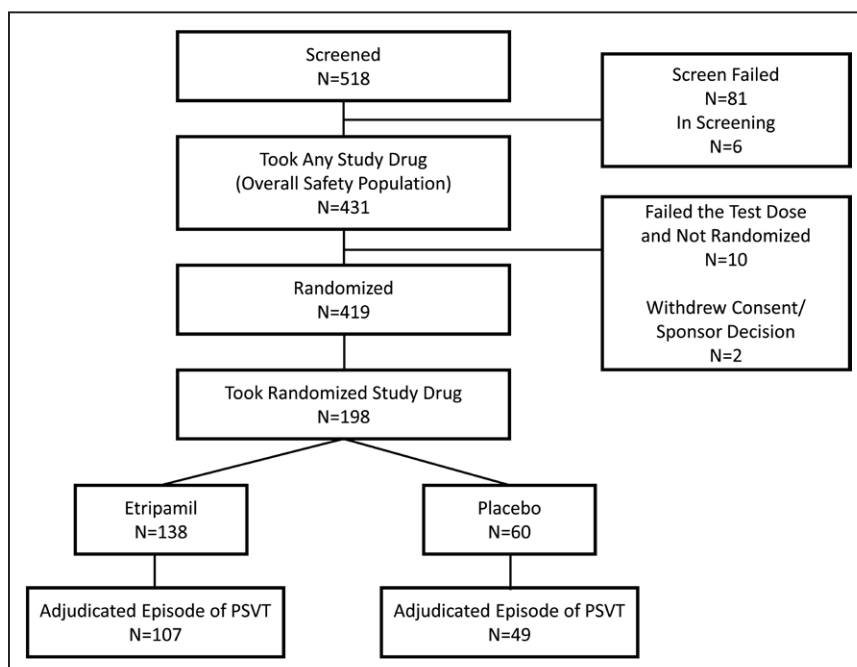 Screened
N=518
Screen Failed
N=81
In Screening
N=6
Took Any Study Drug
(Overall Safety Population)
N=431
Failed the Test Dose
and Not Randomized
N=10
Withdrew Consent/
Sponsor Decision
N=2
Randomized
N=419
Took Randomized Study Drug
N=198
Etripamil
N=138
Placebo
N=60
Adjudicated Episode of PSVT
N=107
Adjudicated Episode of PSVT
N=49